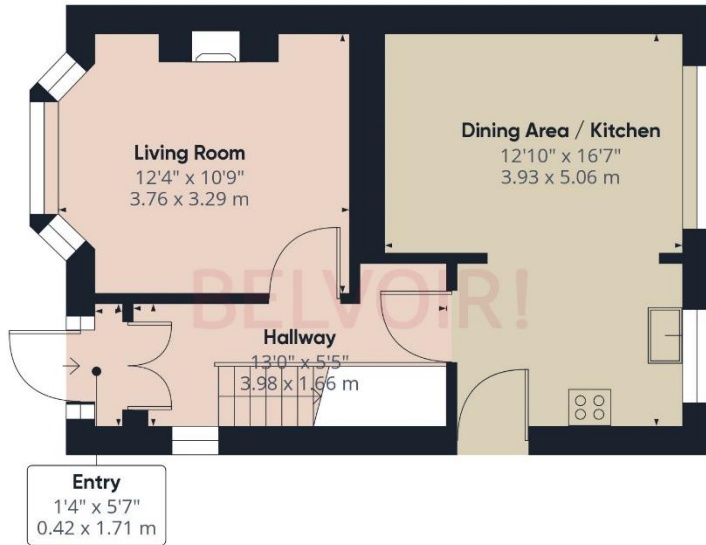 Living Room
12'4" x 10'9"
3.76 x 3.29 m
Dining Area / Kitchen
12'10" x 16'7"
3.93 x 5.06 m
BELVOIR!
Hallway
13'0" x 5'5"
3.98 x 1.66 m
Entry
1'4" x 5'7"
0.42 x 1.71 m